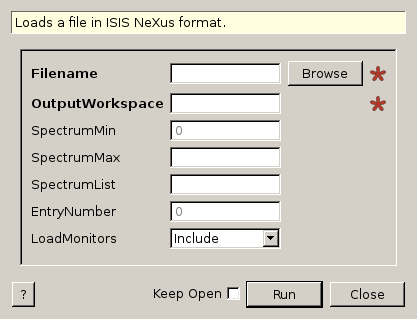 Loads a file in ISIS NeXus format.
Filename Browse
OutputWorkspace
SpectrumMin 0
SpectrumMax
SpectrumList
EntryNumber 0
LoadMonitors Include
? Keep Open Run Close